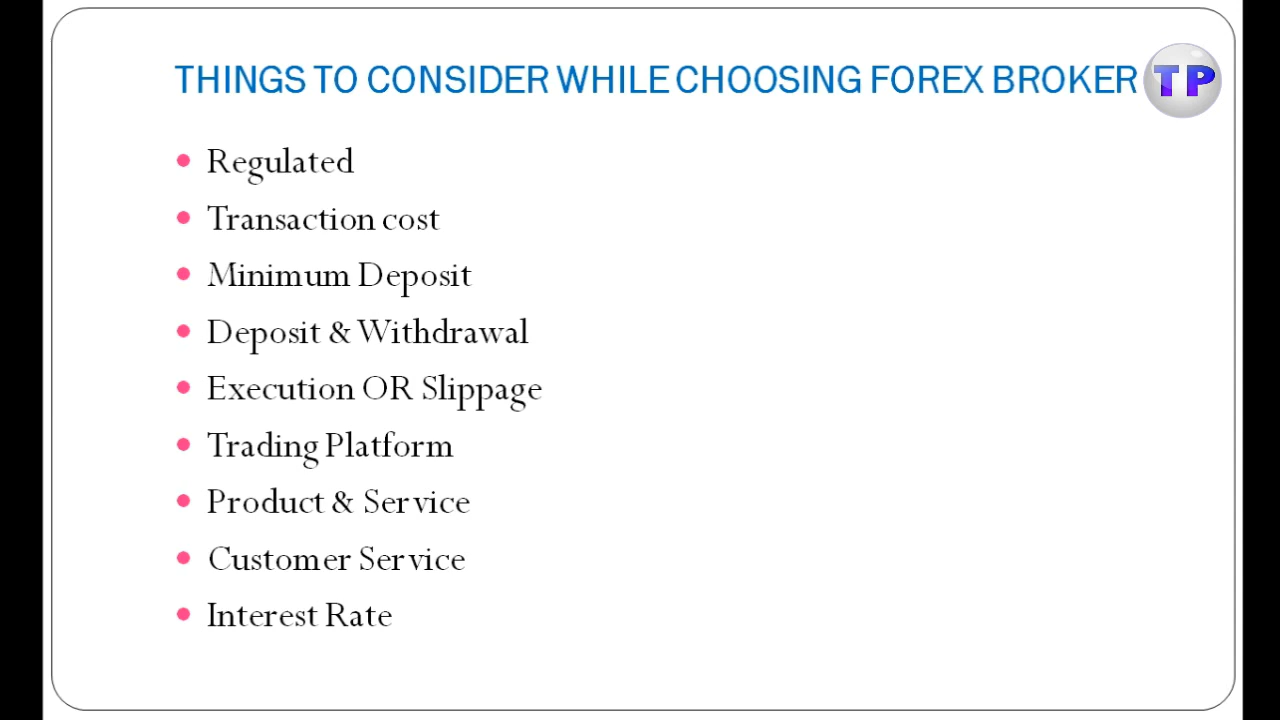 THINGS TO CONSIDER WHILE CHOOSING FOREX BROKER
TP
Regulated
Transaction cost
Minimum Deposit
Deposit & Withdrawal
Execution OR Slippage
Trading Platform
Product & Service
Customer Service
Interest Rate